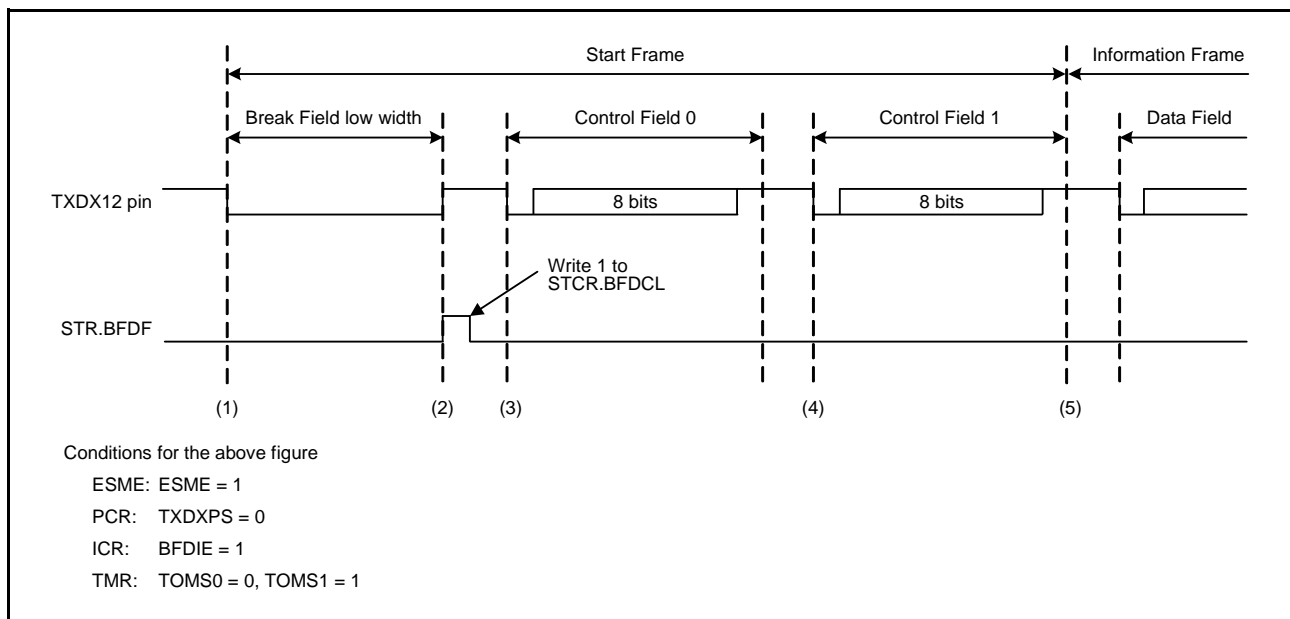 Start Frame
Information Frame
Break Field low width
Control Field 0
Control Field 1
Data Field
TXDX12 pin
8 bits
8 bits
Write 1 to
STCR.BFDCL
STR.BFDF
(1)
(2)
(3)
(4)
(5)
Conditions for the above figure
ESME: ESME = 1
PCR: TXDXPS = 0
ICR: BFDIE = 1
TMR: TOMS0 = 0, TOMS1 = 1